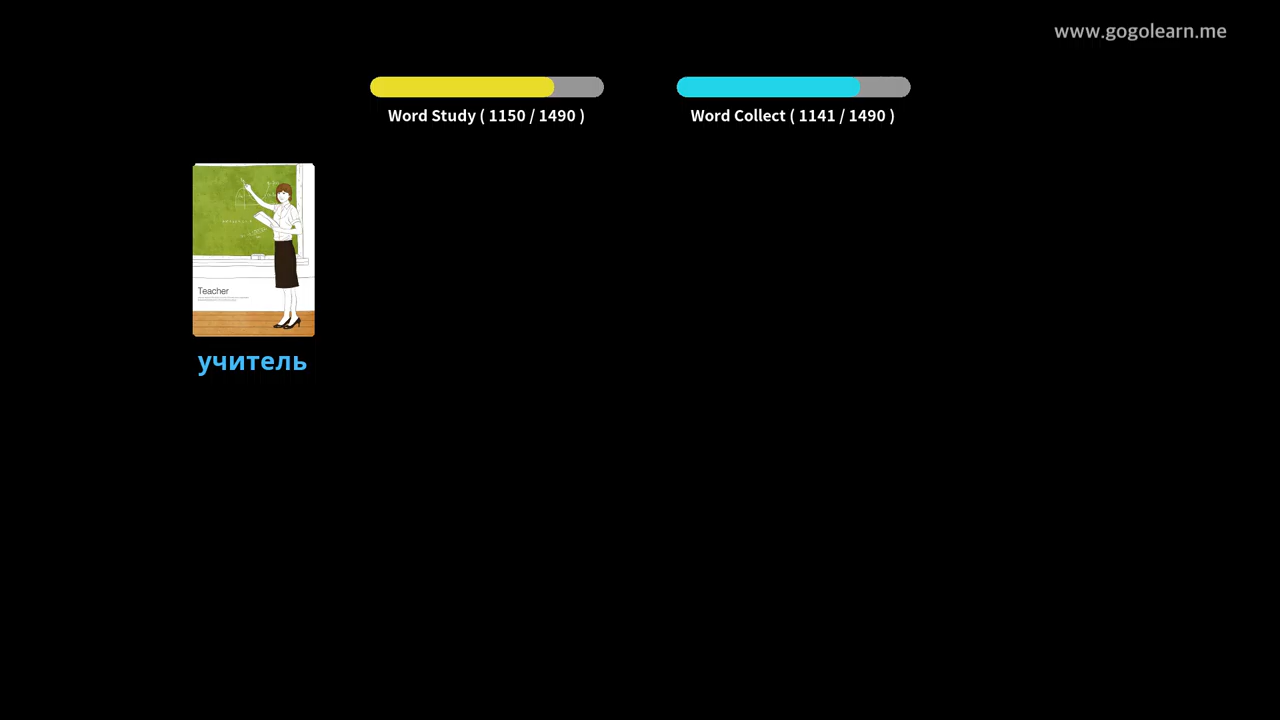 www.gogolearn.me
Word Study ( 1150 / 1490 )
Word Collect ( 1141 / 1490 )
Teacher
учитель